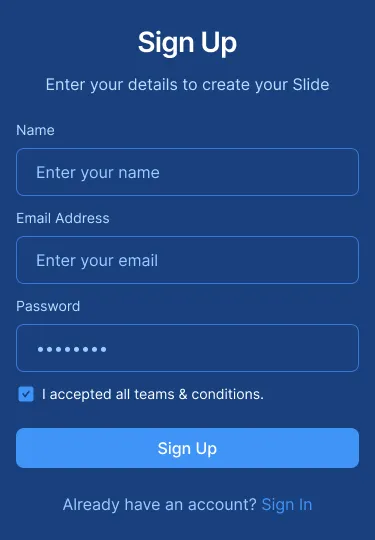 Sign Up
Enter your details to create your Slide
Name
Enter your name
Email Address
Enter your email
Password
I accepted all teams & conditions.
Sign Up
Already have an account? Sign In